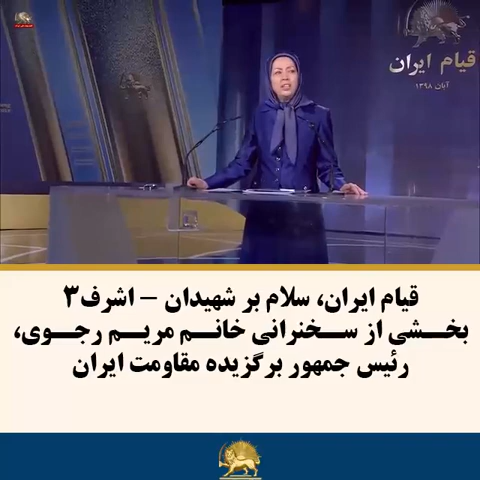 قیام ایران
آبان ۱۳۹۸
قیام ایران، سلام بر شهیدان – اشرف۳
بخشی از سخنرانی خانم مریم رجوی،
رئیس جمهور برگزیده مقاومت ایران